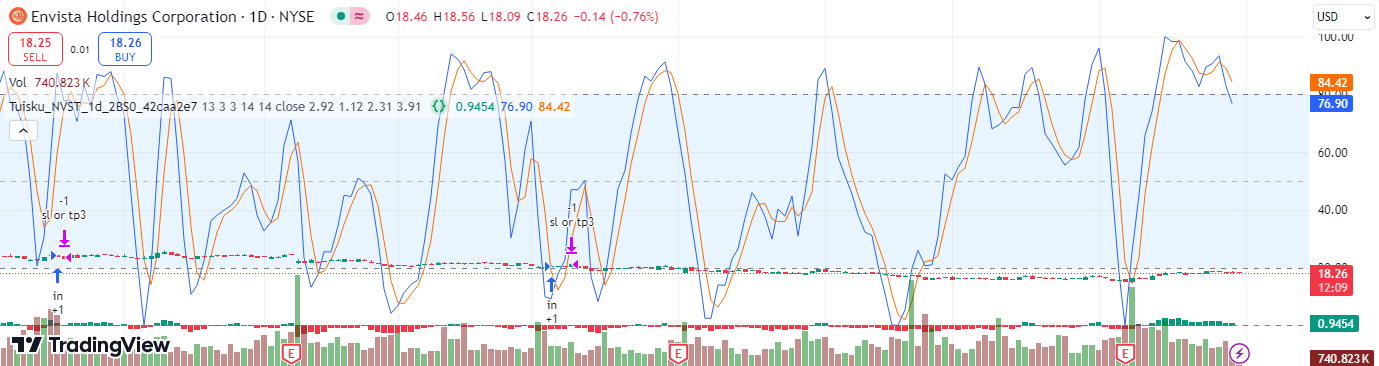 Envista Holdings Corporation · 1D · NYSE O18.46 H18.56 L18.09 C18.26 −0.14 (−0.76%)
USD
18.25
SELL
0.01
18.26
BUY
100.00
Vol 740.823 K
84.42
Tuisku_NVST_1d_2BS0_42caa2e7 13 3 3 14 14 close 2.92 1.12 2.31 3.91 0.9454 76.90 84.42
76.90
60.00
-1
sl or tp3
-1
sl or tp3
40.00
18.26
12:09
in
+1
in
+1
0.9454
TradingView
E
E
E
740.823 K